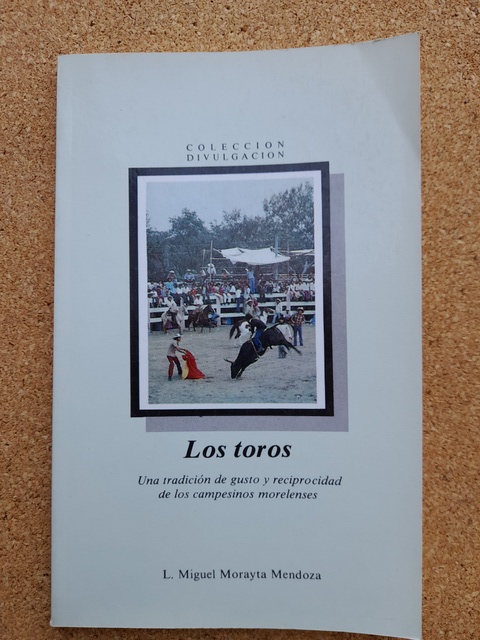 COLECCION
DIVULGACION
Los toros
Una tradición de gusto y reciprocidad
de los campesinos morelenses
L. Miguel Morayta Mendoza